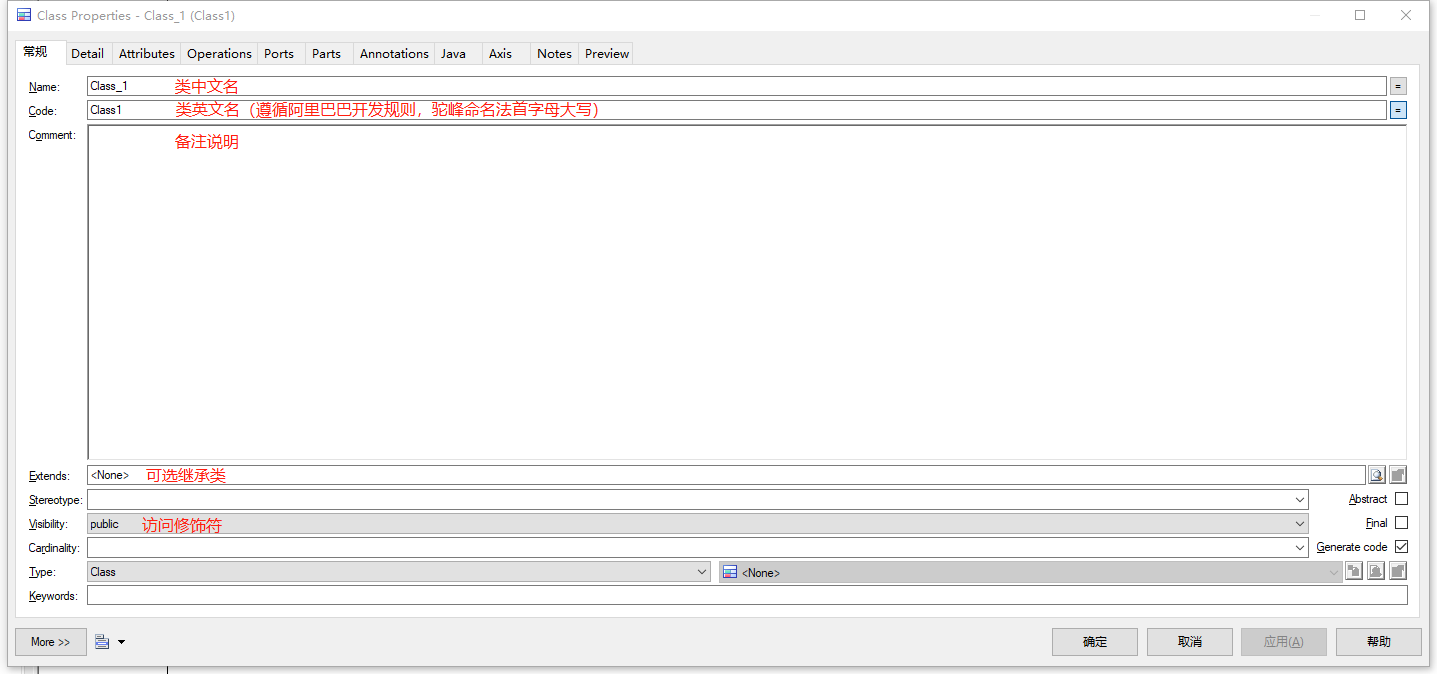 Class Properties - Class_1 (Class1)
常规 Detail Attributes Operations Ports Parts Annotations Java Axis Notes Preview
Name: Class_1 类中文名 =
Code: Class1 类英文名（遵循阿里巴巴开发规则，驼峰命名法首字母大写） =
Comment: 备注说明
Extends: <None> 可选继承类
Stereotype: Abstract
Visibility: public 访问修饰符 Final
Cardinality: Generate code
Type: Class <None>
Keywords:
More >> 确定 取消 应用(A) 帮助